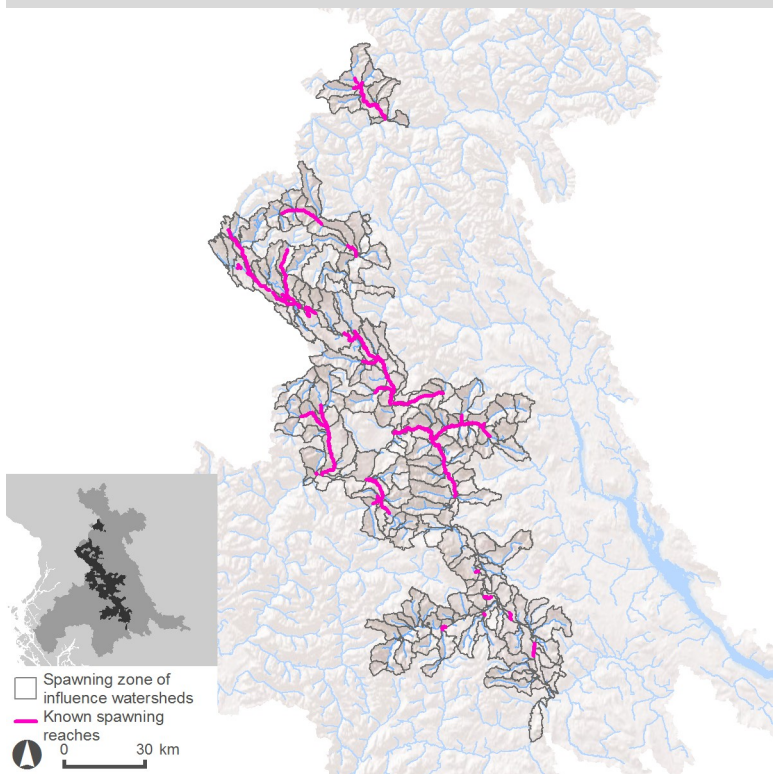 Spawning zone of
influence watersheds
Known spawning
reaches
0 30 km